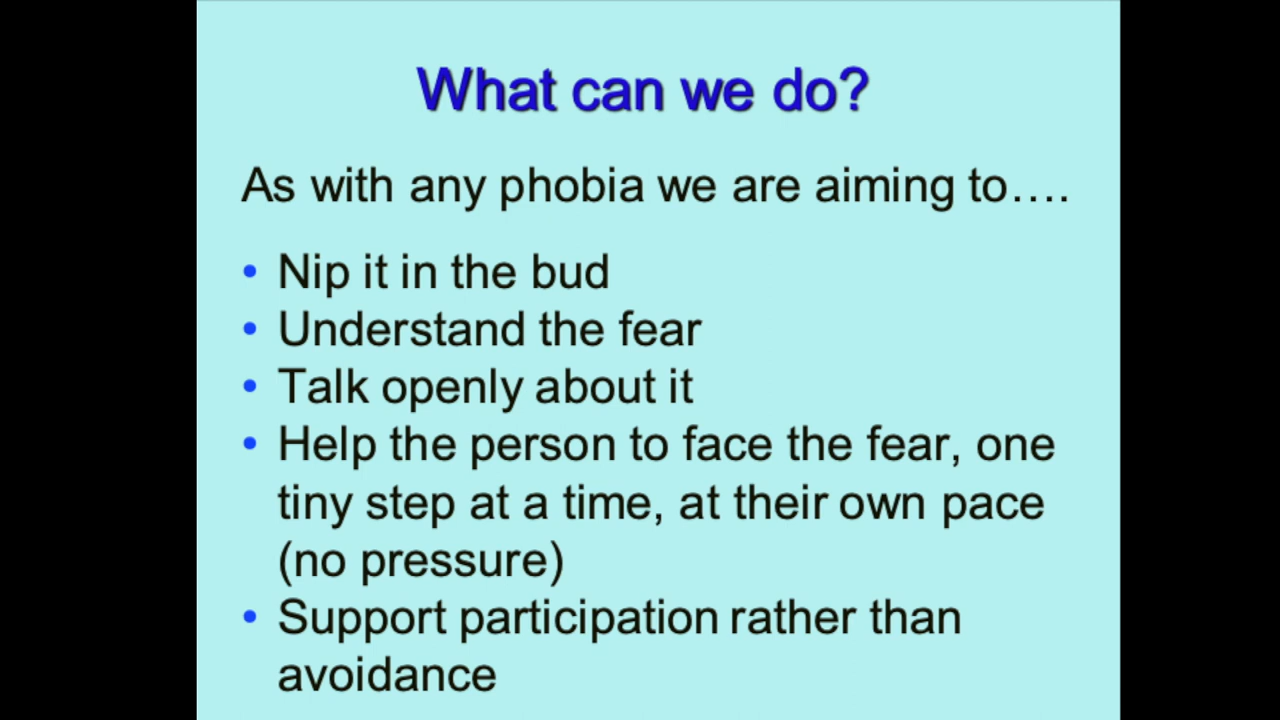 What can we do?
As with any phobia we are aiming to....
• Nip it in the bud
• Understand the fear
• Talk openly about it
• Help the person to face the fear, one
tiny step at a time, at their own pace
(no pressure)
• Support participation rather than
avoidance